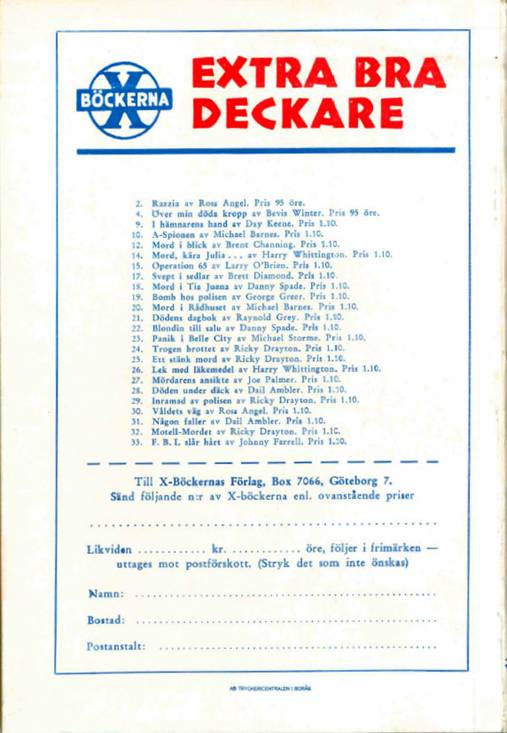 X
BÖCKERNA
EXTRA BRA
DECKARE
2. Razzia av Ross Angel. Pris 95 öre.
4. Över min döda kropp av Bevis Winter. Pris 95 öre.
9. I hämnarens hand av Day Keene. Pris 1.10.
10. A-Spionen av Michael Barnes. Pris 1.10.
12. Mord i blick av Brent Channing. Pris 1.10.
14. Mord, kära Julia . . . av Harry Whittington. Pris 1.10.
15. Operation 65 av Larry O'Brien. Pris 1.10.
17. Svept i sedlar av Brett Diamond. Pris 1.10
18. Mord i Tia Juana av Danny Spade. Pris 1.10.
19. Bomb hos polisen av George Greer. Pris 1.10.
20. Mord i Rådhuset av Michael Barnes. Pris 1.10.
21. Dödens dagbok av Raynold Grey. Pris 1.10.
22. Blondin till salu av Danny Spade. Pris 1.10.
23. Panik i Belle City av Michael Storme. Pris 1.10.
24. Trogen brottet av Ricky Drayton. Pris 1.10.
25. Ett stänk mord av Ricky Drayton. Pris 1.10.
26. Lek med läkemedel av Harry Whittington. Pris 1.10.
27. Mördarens ansikte av Joe Palmer. Pris 1.10.
28. Döden under däck av Dail Ambler. Pris 1.10.
29. Inramad av polisen av Ricky Drayton. Pris 1.10.
30. Våldets väg av Ross Angel. Pris 1.10.
31. Någon faller av Dail Ambler. Pris 1.10.
32. Motell-Mordet av Ricky Drayton. Pris 1.10.
33. F. B. I. slår hårt av Johnny Farrell. Pris 1.10.
Till X-Böckernas Förlag, Box 7066, Göteborg 7.
Sänd följande n:r av X-böckerna enl. ovanstående priser
Likviden ............ kr. ............ öre, följer i frimärken —
uttages mot postförskott. (Stryk det som inte önskas)
Namn:
Bostad:
Postanstalt:
AB TRYCKERICENTRALEN I BORÅS